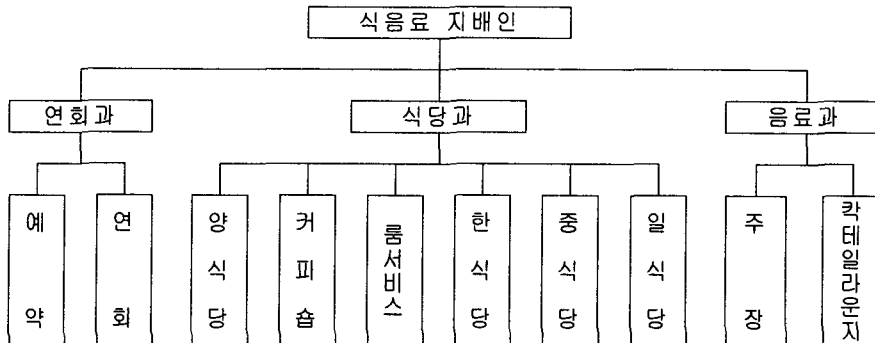 식음료 지배인
연회과
식당과
음료과
예약
연회
양식당
커피숍
룸서비스
한식당
중식당
일식당
주장
칵테일라운지